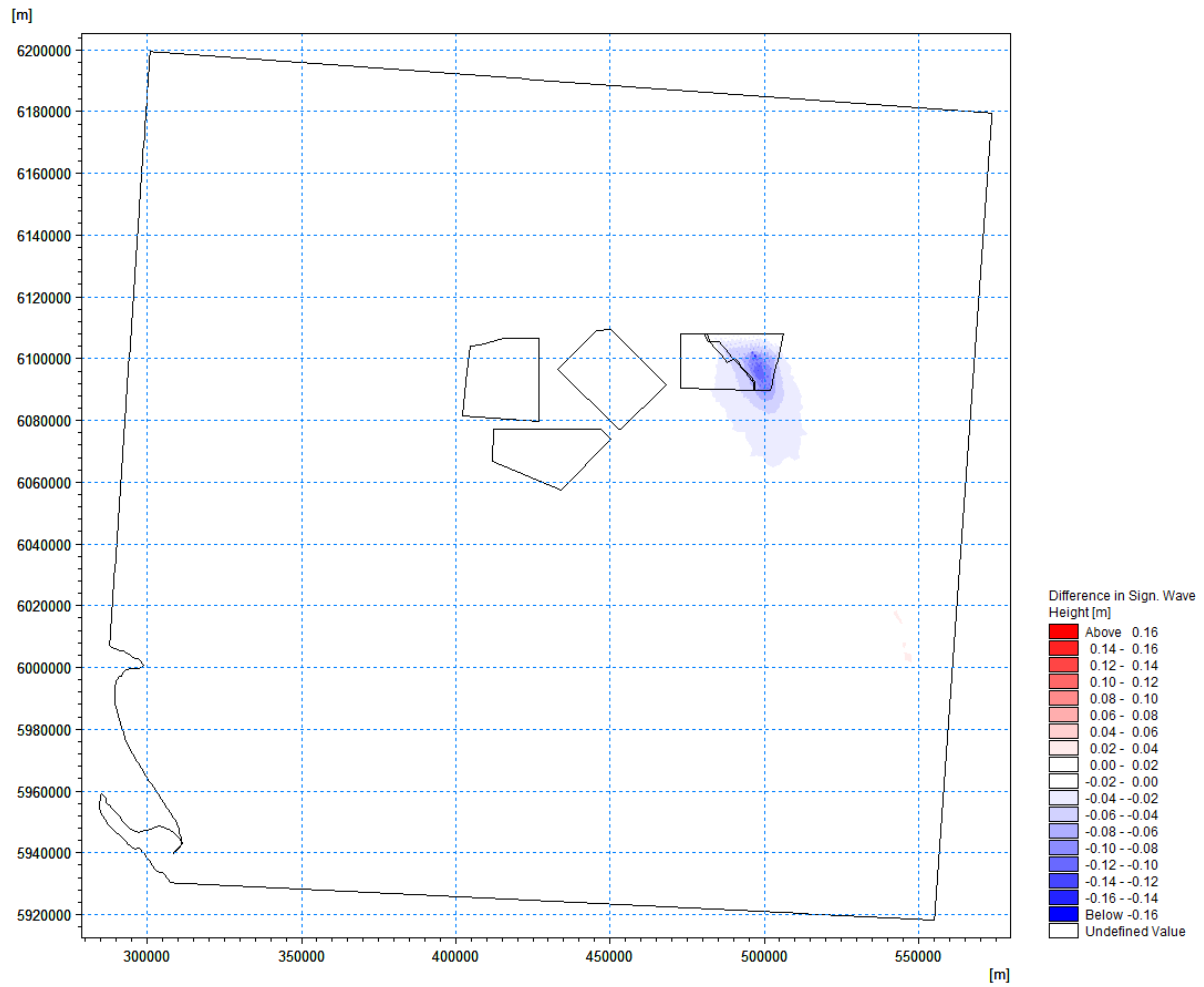 [m]
6200000
6180000
6160000
6140000
6120000
6100000
6080000
6060000
6040000
6020000
6000000
5980000
5960000
5940000
5920000
300000 350000 400000 450000 500000 550000
[m]
Difference in Sign. Wave
Height [m]
Above 0.16
0.14 - 0.16
0.12 - 0.14
0.10 - 0.12
0.08 - 0.10
0.06 - 0.08
0.04 - 0.06
0.02 - 0.04
0.00 - 0.02
-0.02 - 0.00
-0.04 - -0.02
-0.06 - -0.04
-0.08 - -0.06
-0.10 - -0.08
-0.12 - -0.10
-0.14 - -0.12
-0.16 - -0.14
Below -0.16
Undefined Value